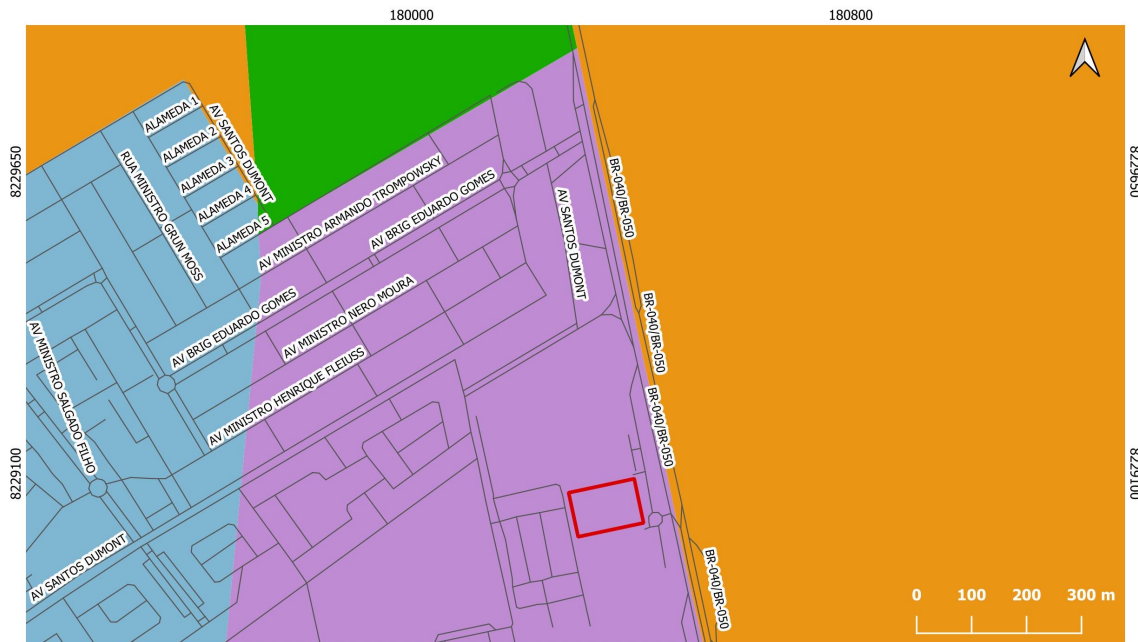 180000
180800
8229650
8229650
ALAMEDA 1
AV SANTOS DUMONT
ALAMEDA 2
RUA MINISTRO GRUN MOSS
ALAMEDA 3
ALAMEDA 4
ALAMEDA 5
AV MINISTRO ARMANDO TROMPOWSKY
AV BRIG EDUARDO GOMES
AV SANTOS DUMONT
BR-040/BR-050
AV BRIG EDUARDO GOMES
AV MINISTRO NERO MOURA
BR-040/BR-050
AV MINISTRO SALGADO FILHO
AV MINISTRO HENRIQUE FLEIUSS
BR-040/BR-050
8229100
8229100
AV SANTOS DUMONT
BR-040/BR-050
0 100 200 300 m